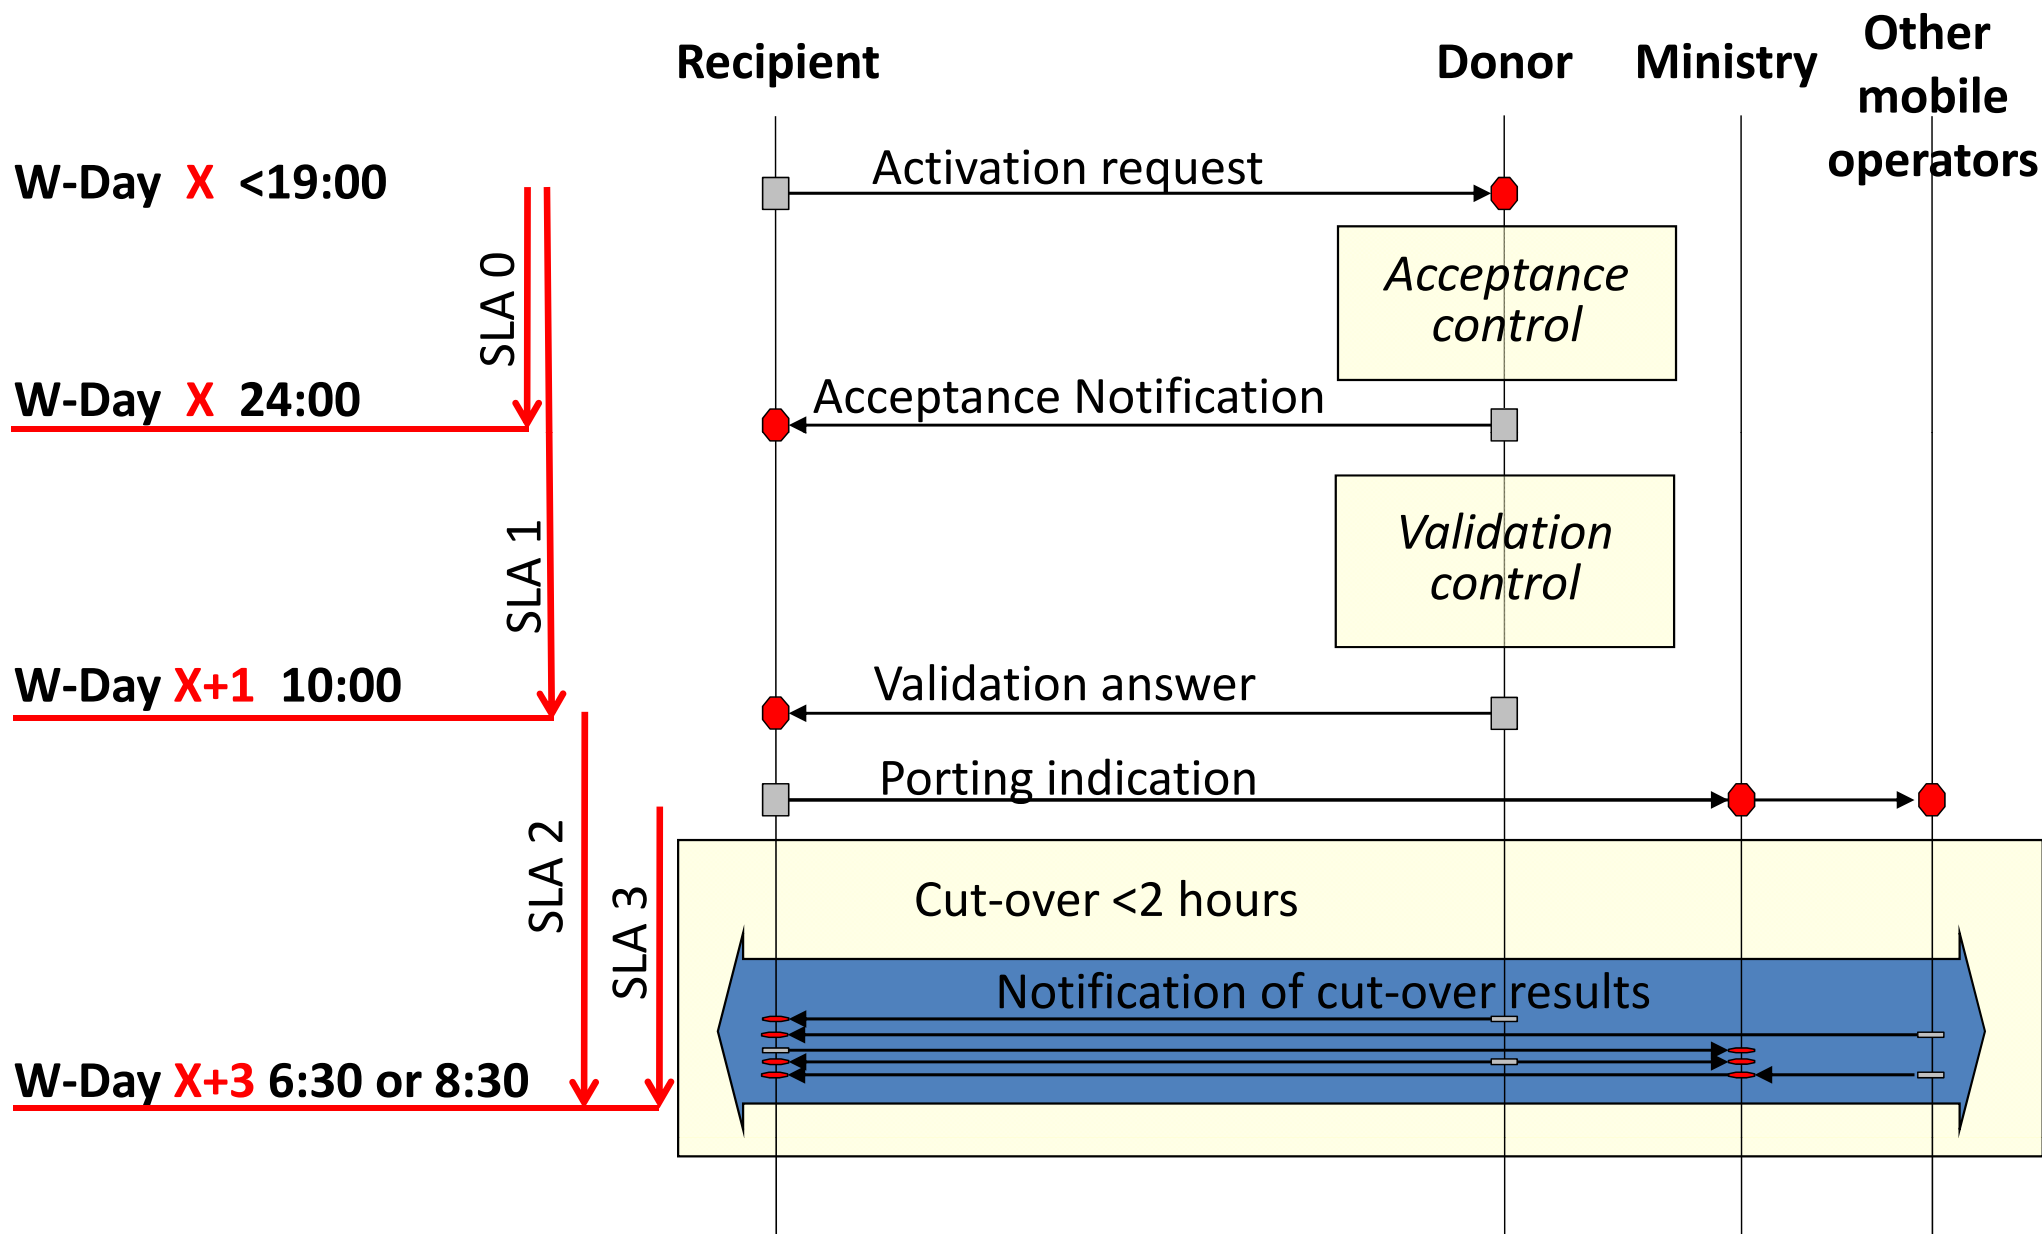 Recipient
Donor
Ministry
Other
mobile
operators
W-Day X <19:00
Activation request
SLA 0
Acceptance
control
W-Day X 24:00
Acceptance Notification
SLA 1
Validation
control
W-Day X+1 10:00
Validation answer
Porting indication
SLA 2
SLA 3
Cut-over <2 hours
Notification of cut-over results
W-Day X+3 6:30 or 8:30